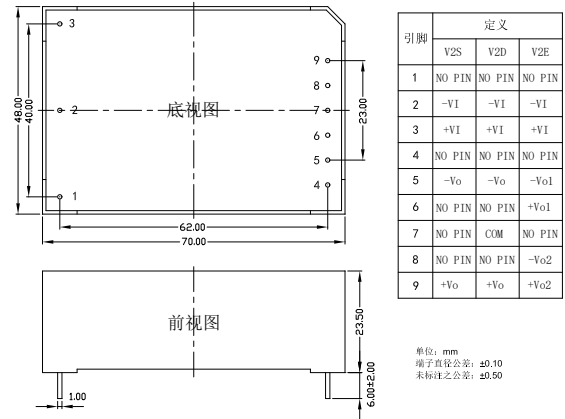 3
9
8
底视图
2
7
6
5
4
1
48.00
40.00
23.00
62.00
70.00
前视图
23.50
6.00±2.00
1.00
引脚 定义
V2S V2D V2E
1 NO PIN NO PIN NO PIN
2 -VI -VI -VI
3 +VI +VI +VI
4 NO PIN NO PIN NO PIN
5 -Vo -Vo -Vo1
6 NO PIN NO PIN +Vo1
7 NO PIN COM NO PIN
8 NO PIN NO PIN -Vo2
9 +Vo +Vo +Vo2
单位：mm
端子直径公差：±0.10
未标注之公差：±0.50